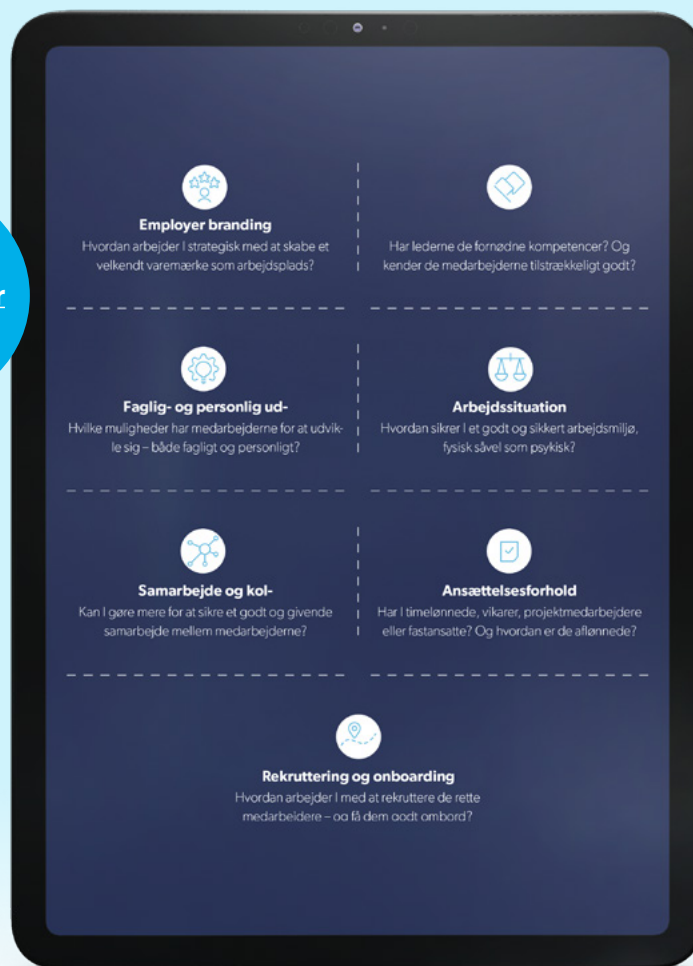 r
Employer branding
Hvordan arbejder I strategisk med at skabe et
velkendt varemærke som arbejdsplads?
Har lederne de fornødne kompetencer? Og
kender de medarbejderne tilstrækkeligt godt?
Faglig- og personlig ud-
Hvilke muligheder har medarbejderne for at udvik-
le sig – både fagligt og personligt?
Arbejdssituation
Hvordan sikrer I et godt og sikkert arbejdsmiljø,
fysisk såvel som psykisk?
Samarbejde og kol-
Kan I gøre mere for at sikre et godt og givende
samarbejde mellem medarbejderne?
Ansættelsesforhold
Har I timelønnede, vikarer, projektmedarbejdere
eller fastansatte? Og hvordan er de aflønnede?
Rekruttering og onboarding
Hvordan arbejder I med at rekruttere de rette
medarbejdere – og få dem godt ombord?